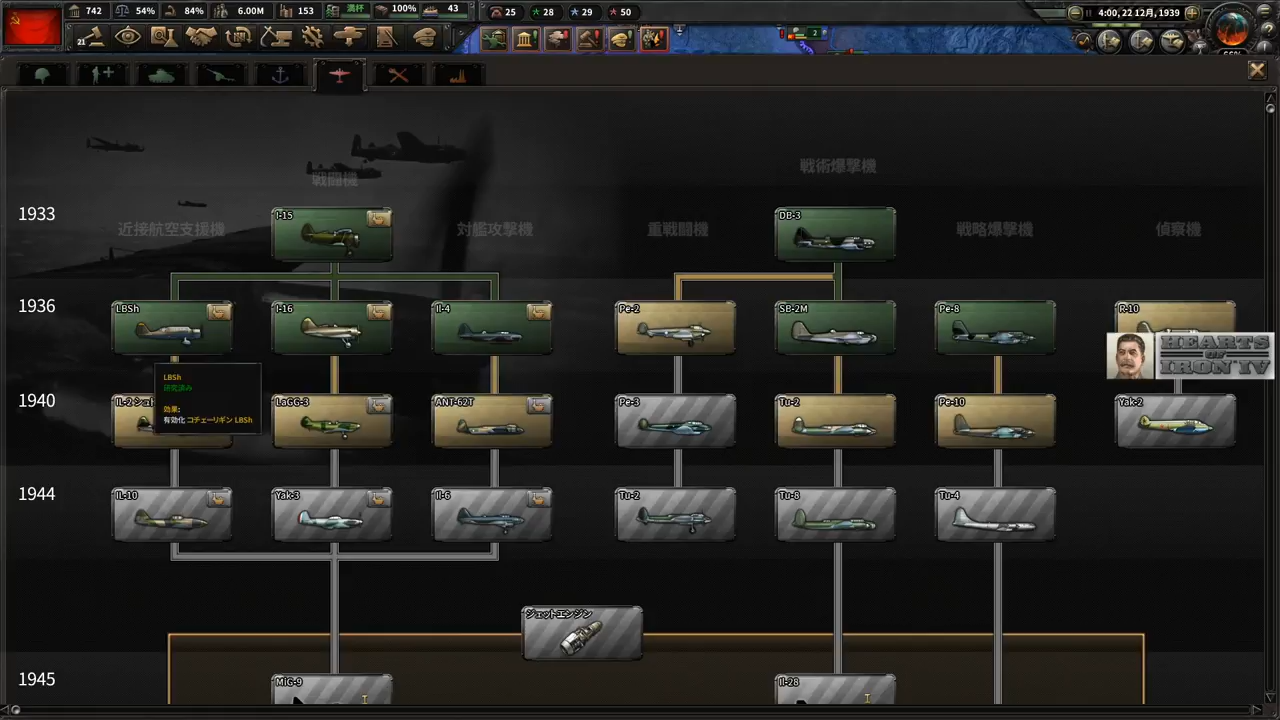 742 54% 84% 6.00M 153 満杯 100% 43 25 28 29 50 4:00, 22 12月, 1939
21 2
戦闘機 戦術爆撃機
近接航空支援機 対艦攻撃機 重戦闘機 戦略爆撃機 偵察機
1933
I-15 DB-3
1936
LBSh I-16 Il-4 Pe-2 SB-2M Pe-8 R-10
HEARTS
OF
IRON IV
LBSh
研究済み
効果:
有効化 コチェーリギン LBSh
1940
LaGG-3 ANT-62T Pe-3 Tu-2 Pe-10 Yak-2
1944
IL-10 Yak-3 Il-6 Tu-2 Tu-8 Tu-4
ジェットエンジン
1945
MiG-9 Il-28